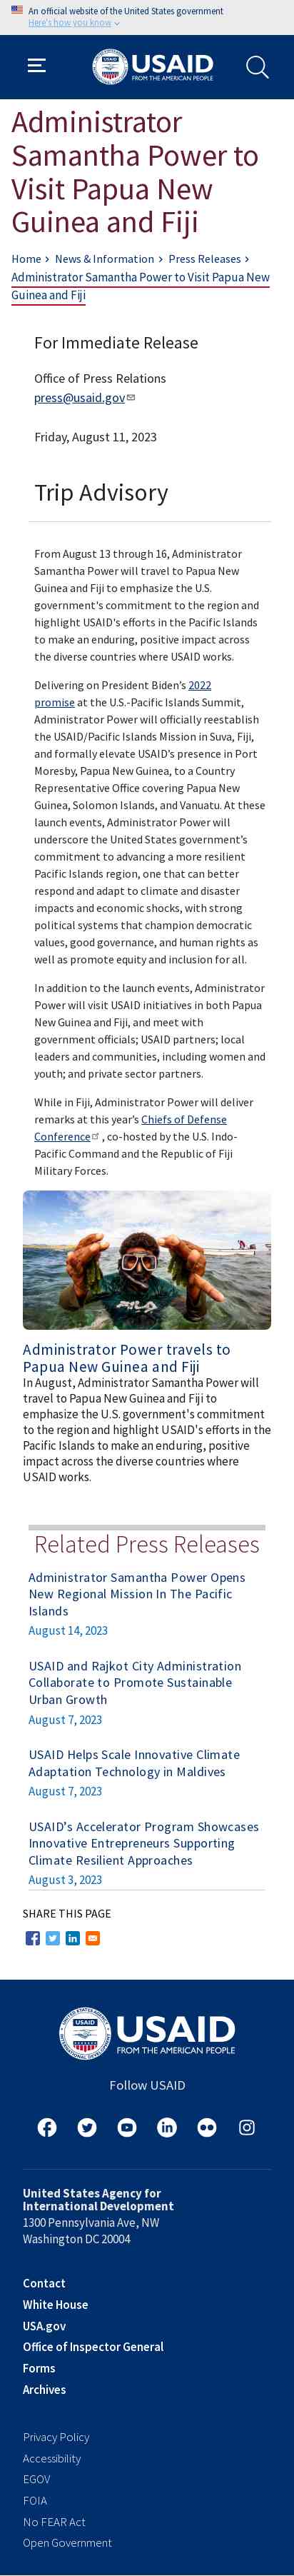 An official website of the United States government
Here's how you know
USAID
FROM THE AMERICAN PEOPLE
Administrator
Samantha Power to
Visit Papua New
Guinea and Fiji
Home > News & Information > Press Releases >
Administrator Samantha Power to Visit Papua New
Guinea and Fiji
For Immediate Release
Office of Press Relations
press@usaid.gov
Friday, August 11, 2023
Trip Advisory
From August 13 through 16, Administrator
Samantha Power will travel to Papua New
Guinea and Fiji to emphasize the U.S.
government's commitment to the region and
highlight USAID's efforts in the Pacific Islands
to make an enduring, positive impact across
the diverse countries where USAID works.
Delivering on President Biden’s 2022
promise at the U.S.-Pacific Islands Summit,
Administrator Power will officially reestablish
the USAID/Pacific Islands Mission in Suva, Fiji,
and formally elevate USAID’s presence in Port
Moresby, Papua New Guinea, to a Country
Representative Office covering Papua New
Guinea, Solomon Islands, and Vanuatu. At these
launch events, Administrator Power will
underscore the United States government’s
commitment to advancing a more resilient
Pacific Islands region, one that can better
respond and adapt to climate and disaster
impacts and economic shocks, with strong
political systems that promote democratic
values, good governance, and human rights as
well as promote equity and inclusion for all.
In addition to the launch events, Administrator
Power will visit USAID initiatives in both Papua
New Guinea and Fiji, and meet with
government officials; USAID partners; local
leaders and communities, including women and
youth; and private sector partners.
While in Fiji, Administrator Power will deliver
remarks at this year’s Chiefs of Defense
Conference , co-hosted by the U.S. Indo-
Pacific Command and the Republic of Fiji
Military Forces.
Administrator Power travels to
Papua New Guinea and Fiji
In August, Administrator Samantha Power will
travel to Papua New Guinea and Fiji to
emphasize the U.S. government's commitment
to the region and highlight USAID's efforts in the
Pacific Islands to make an enduring, positive
impact across the diverse countries where
USAID works.
Related Press Releases
Administrator Samantha Power Opens
New Regional Mission In The Pacific
Islands
August 14, 2023
USAID and Rajkot City Administration
Collaborate to Promote Sustainable
Urban Growth
August 7, 2023
USAID Helps Scale Innovative Climate
Adaptation Technology in Maldives
August 7, 2023
USAID’s Accelerator Program Showcases
Innovative Entrepreneurs Supporting
Climate Resilient Approaches
August 3, 2023
SHARE THIS PAGE
USAID
FROM THE AMERICAN PEOPLE
Follow USAID
United States Agency for
International Development
1300 Pennsylvania Ave, NW
Washington DC 20004
Contact
White House
USA.gov
Office of Inspector General
Forms
Archives
Privacy Policy
Accessibility
EGOV
FOIA
No FEAR Act
Open Government